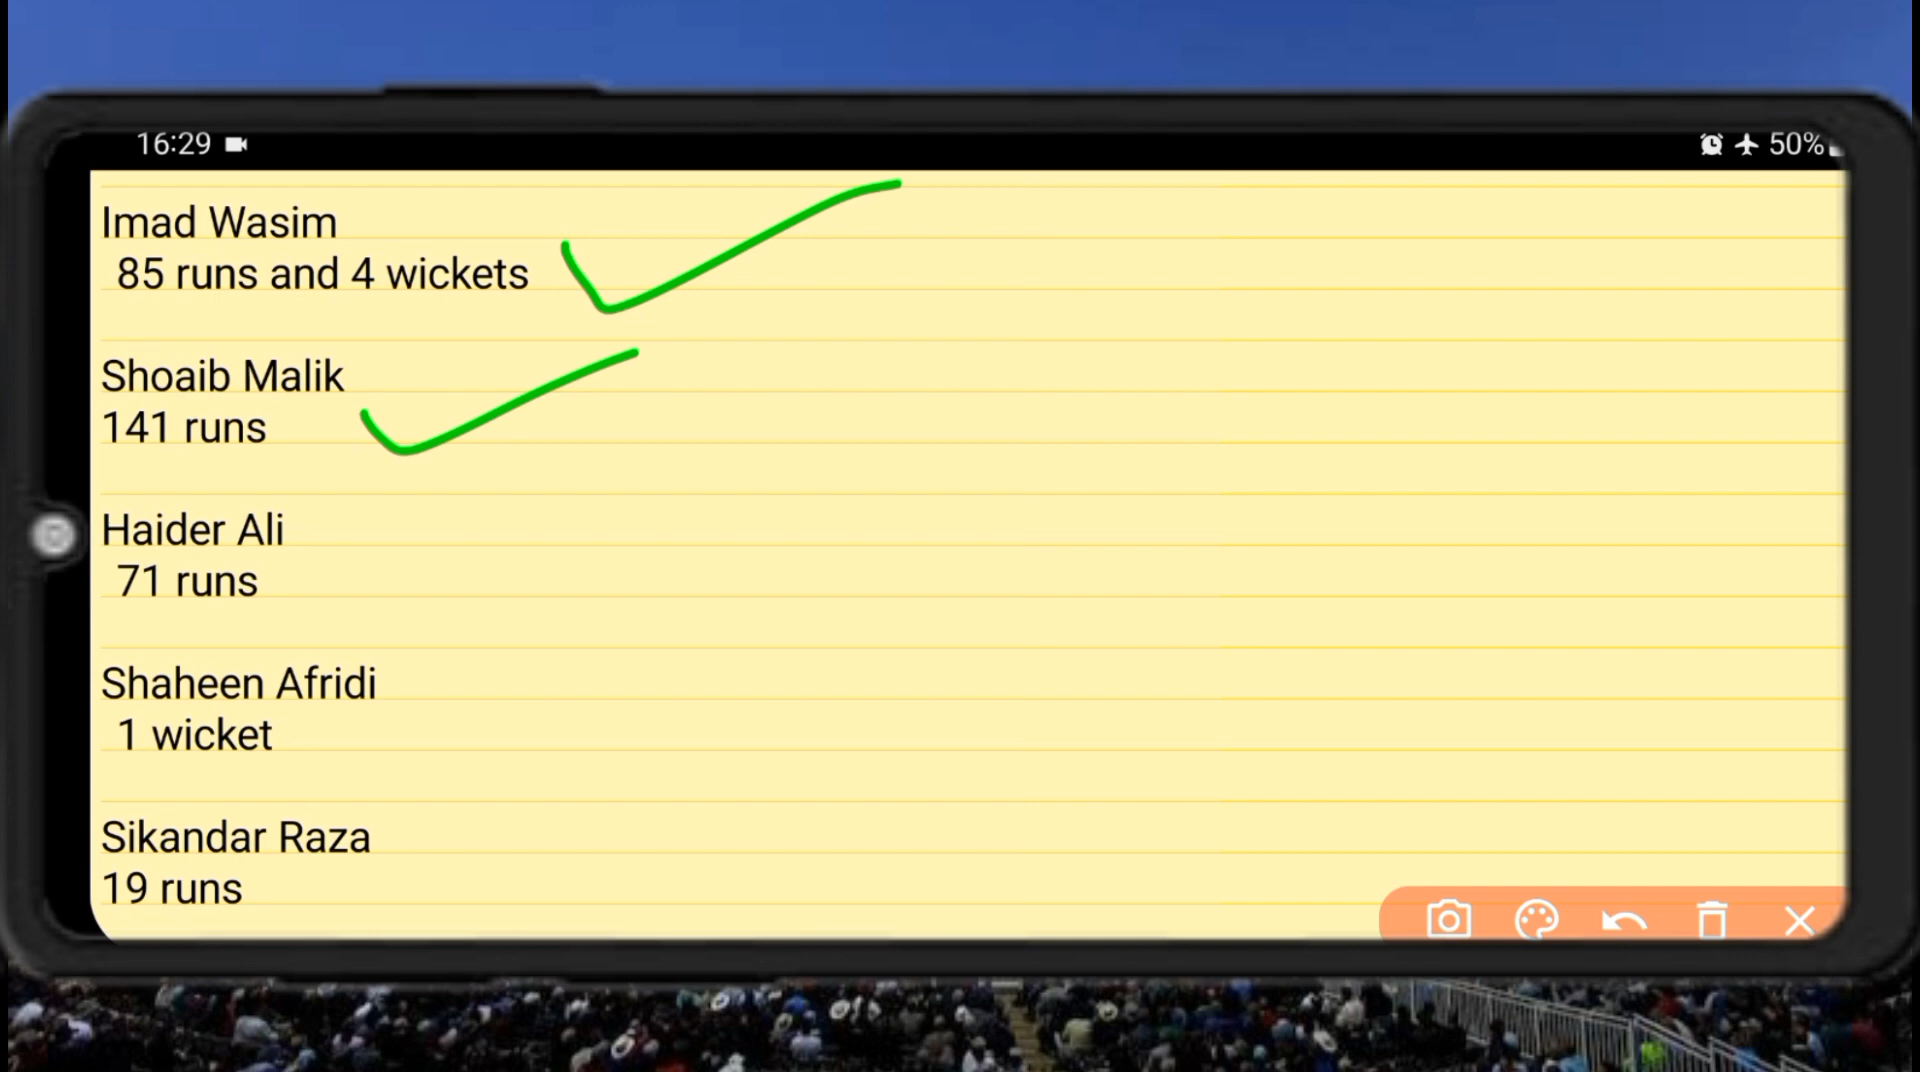 16:29
50%
Imad Wasim
85 runs and 4 wickets
Shoaib Malik
141 runs
Haider Ali
71 runs
Shaheen Afridi
1 wicket
Sikandar Raza
19 runs